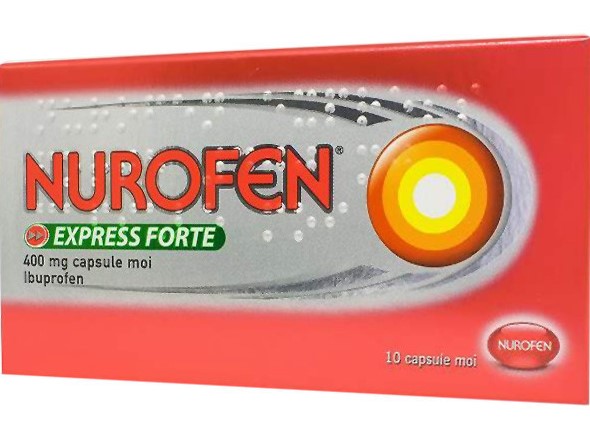 NUROFEN®
EXPRESS FORTE
400 mg capsule moi
Ibuprofen
10 capsule moi
NUROFEN